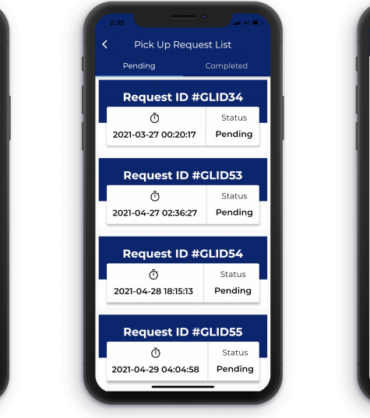 2:35
4G
Pick Up Request List
Pending Completed
Request ID #GLID34
Status
2021-03-27 00:20:17 Pending
Request ID #GLID53
Status
2021-04-27 02:36:27 Pending
Request ID #GLID54
Status
2021-04-28 18:15:13 Pending
Request ID #GLID55
Status
2021-04-29 04:04:58 Pending